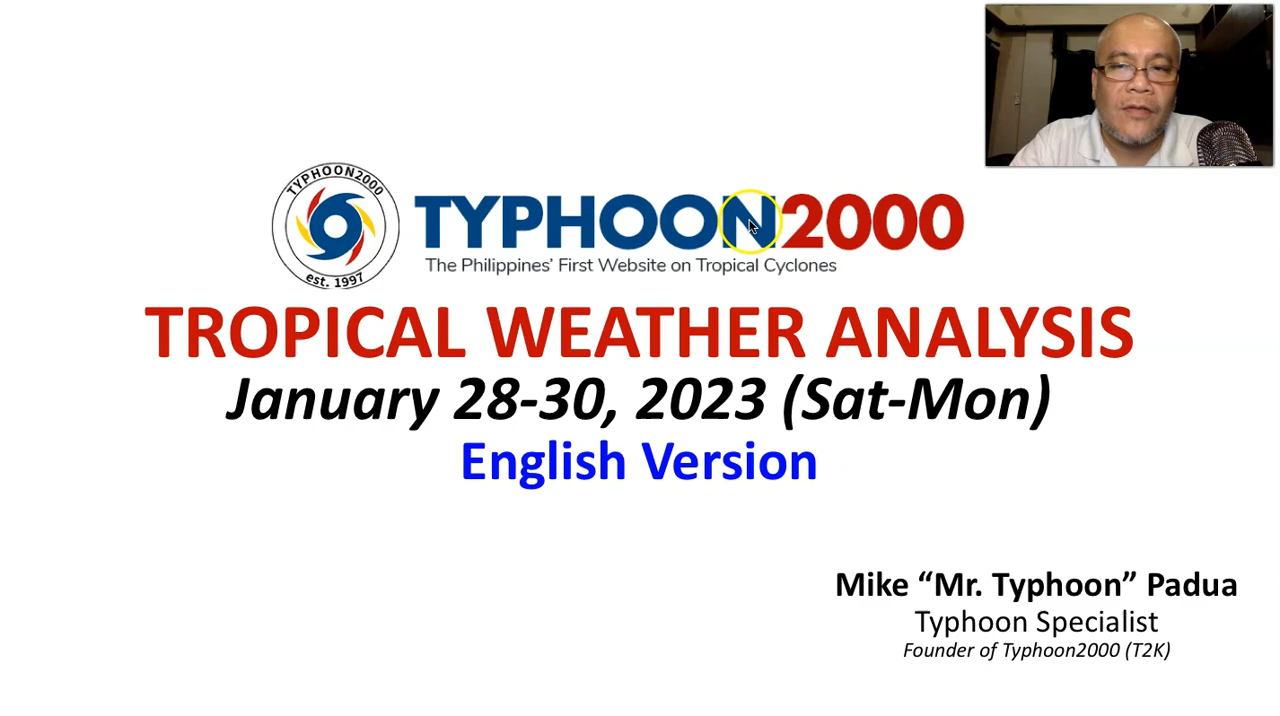 TYPHOON2000
est. 1997
TYPHOON2000
The Philippines' First Website on Tropical Cyclones
TROPICAL WEATHER ANALYSIS
January 28-30, 2023 (Sat-Mon)
English Version
Mike “Mr. Typhoon” Padua
Typhoon Specialist
Founder of Typhoon2000 (T2K)